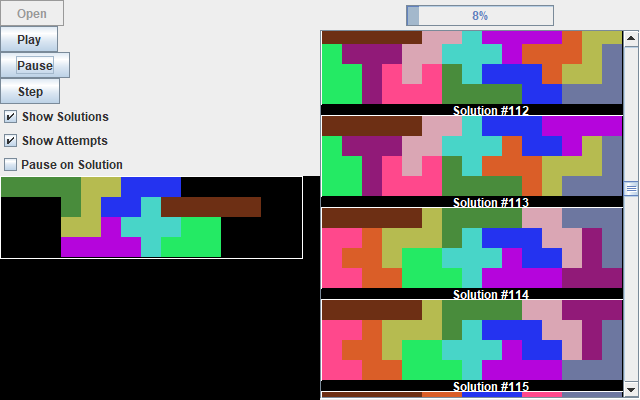 Open
Play
Pause
Step
Show Solutions
Show Attempts
Pause on Solution
8%
Solution #112
Solution #113
Solution #114
Solution #115